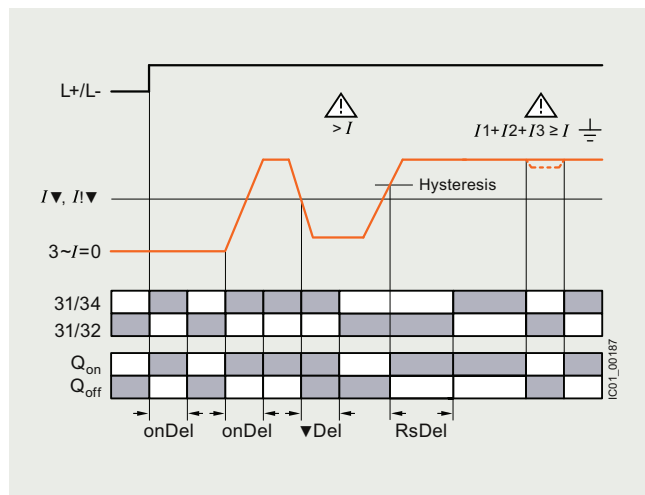 L+/L-
> I
I1+I2+I3 ≥ I
Hysteresis
I▼, I!▼
3~I=0
31/34
31/32
Qon
Qoff
onDel
onDel
▼Del
RsDel
IC01_00187